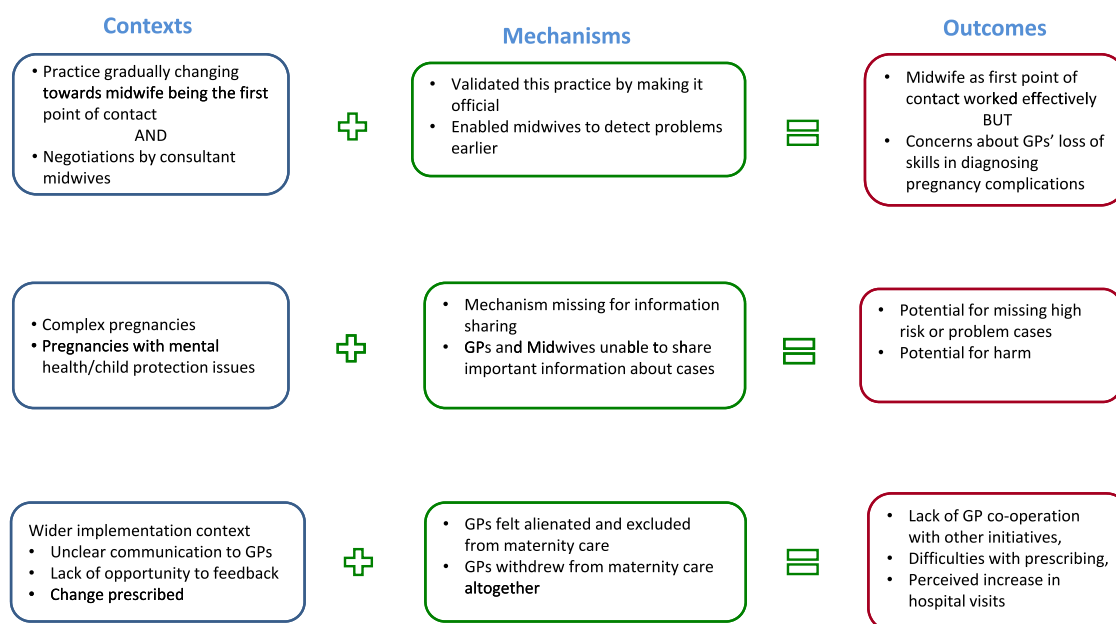 Contexts
Mechanisms
Outcomes
• Practice gradually changing
towards midwife being the first
point of contact
AND
• Negotiations by consultant
midwives
• Validated this practice by making it
official
• Enabled midwives to detect problems
earlier
• Midwife as first point of
contact worked effectively
BUT
• Concerns about GPs’ loss of
skills in diagnosing
pregnancy complications
• Complex pregnancies
• Pregnancies with mental
health/child protection issues
• Mechanism missing for information
sharing
• GPs and Midwives unable to share
important information about cases
• Potential for missing high
risk or problem cases
• Potential for harm
Wider implementation context
• Unclear communication to GPs
• Lack of opportunity to feedback
• Change prescribed
• GPs felt alienated and excluded
from maternity care
• GPs withdrew from maternity care
altogether
• Lack of GP co-operation
with other initiatives,
• Difficulties with prescribing,
• Perceived increase in
hospital visits